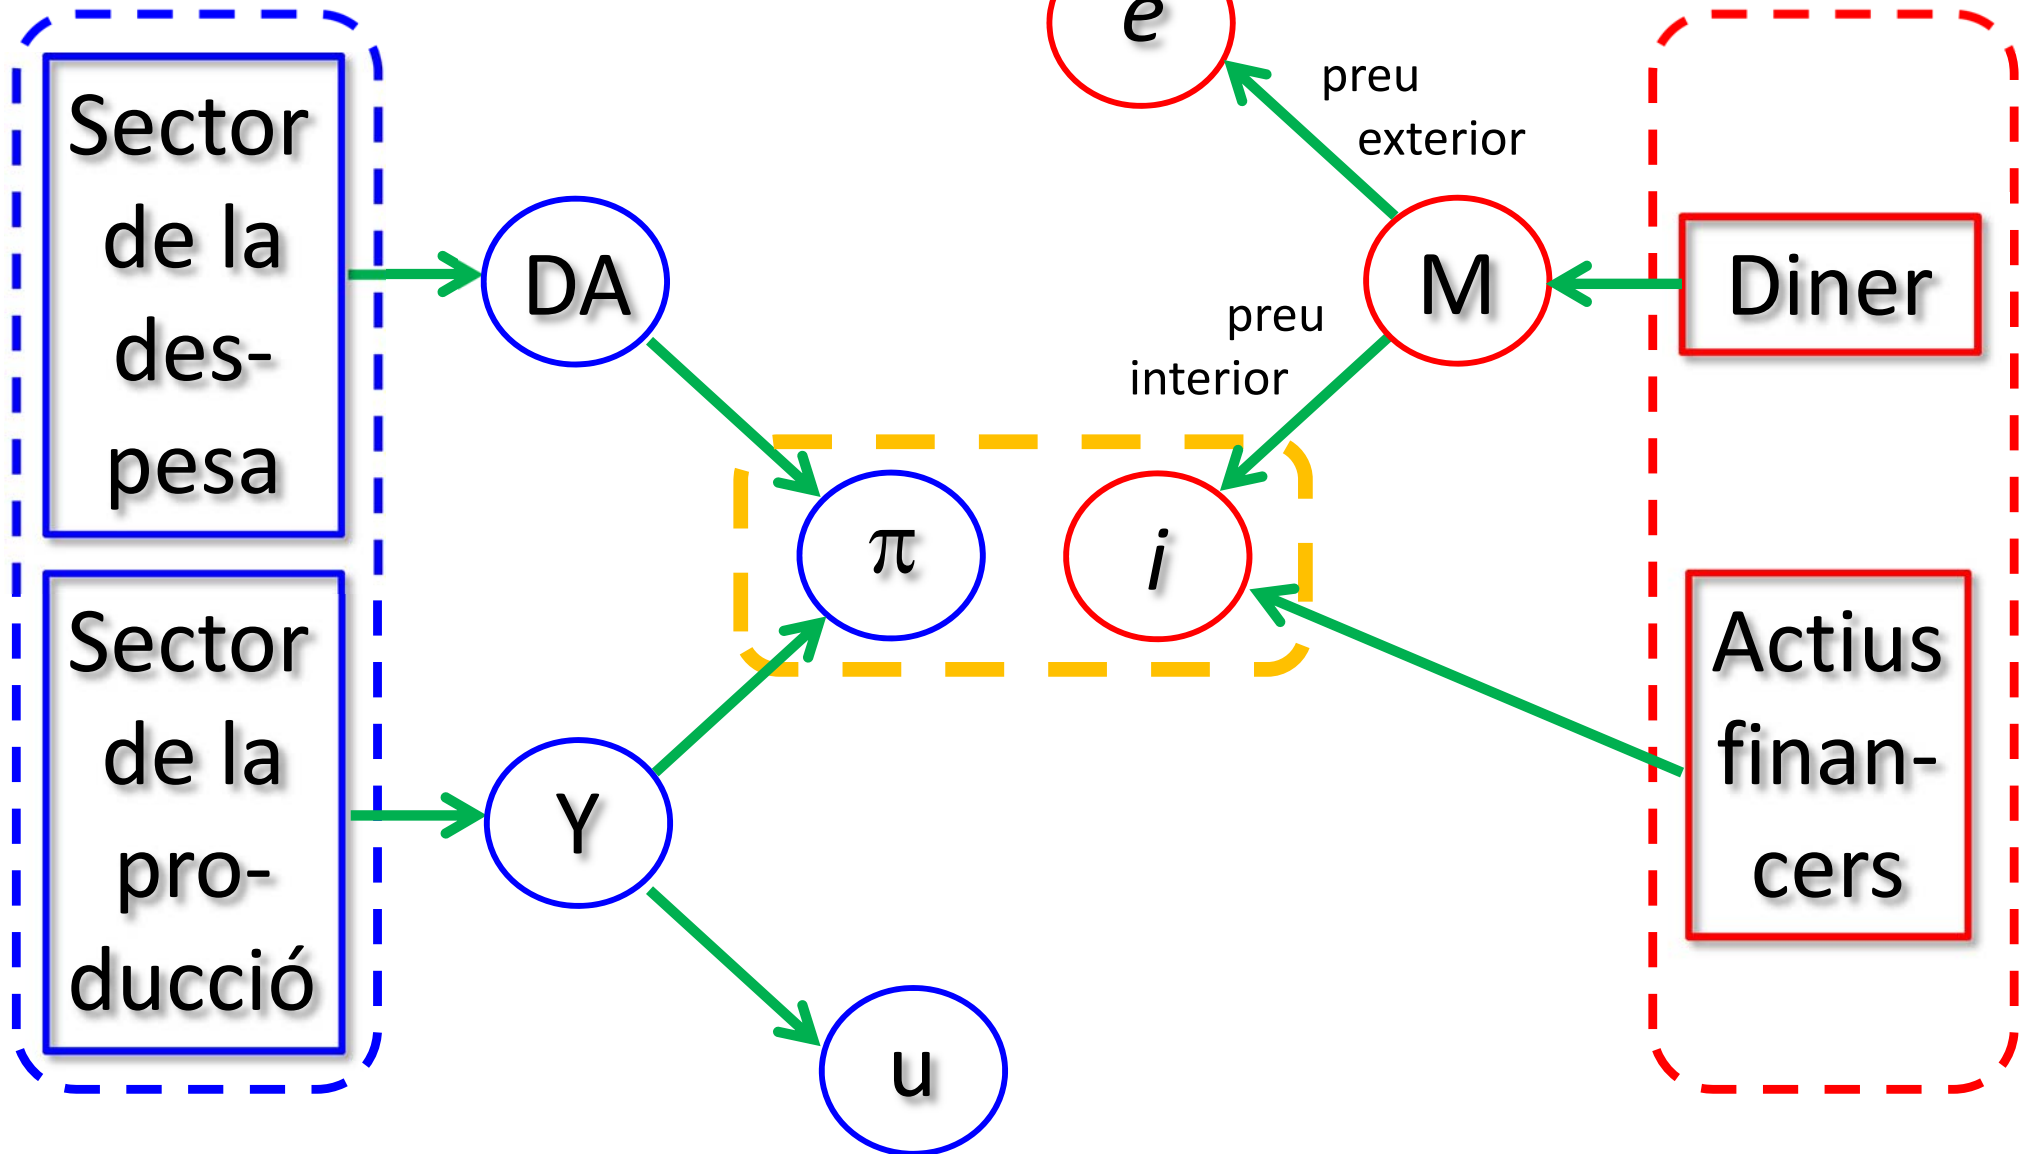 e
preu
exterior
Sector
de la
des-
pesa
DA
M
Diner
preu
interior
π
i
Sector
de la
pro-
ducció
Y
Actius
finan-
cers
u